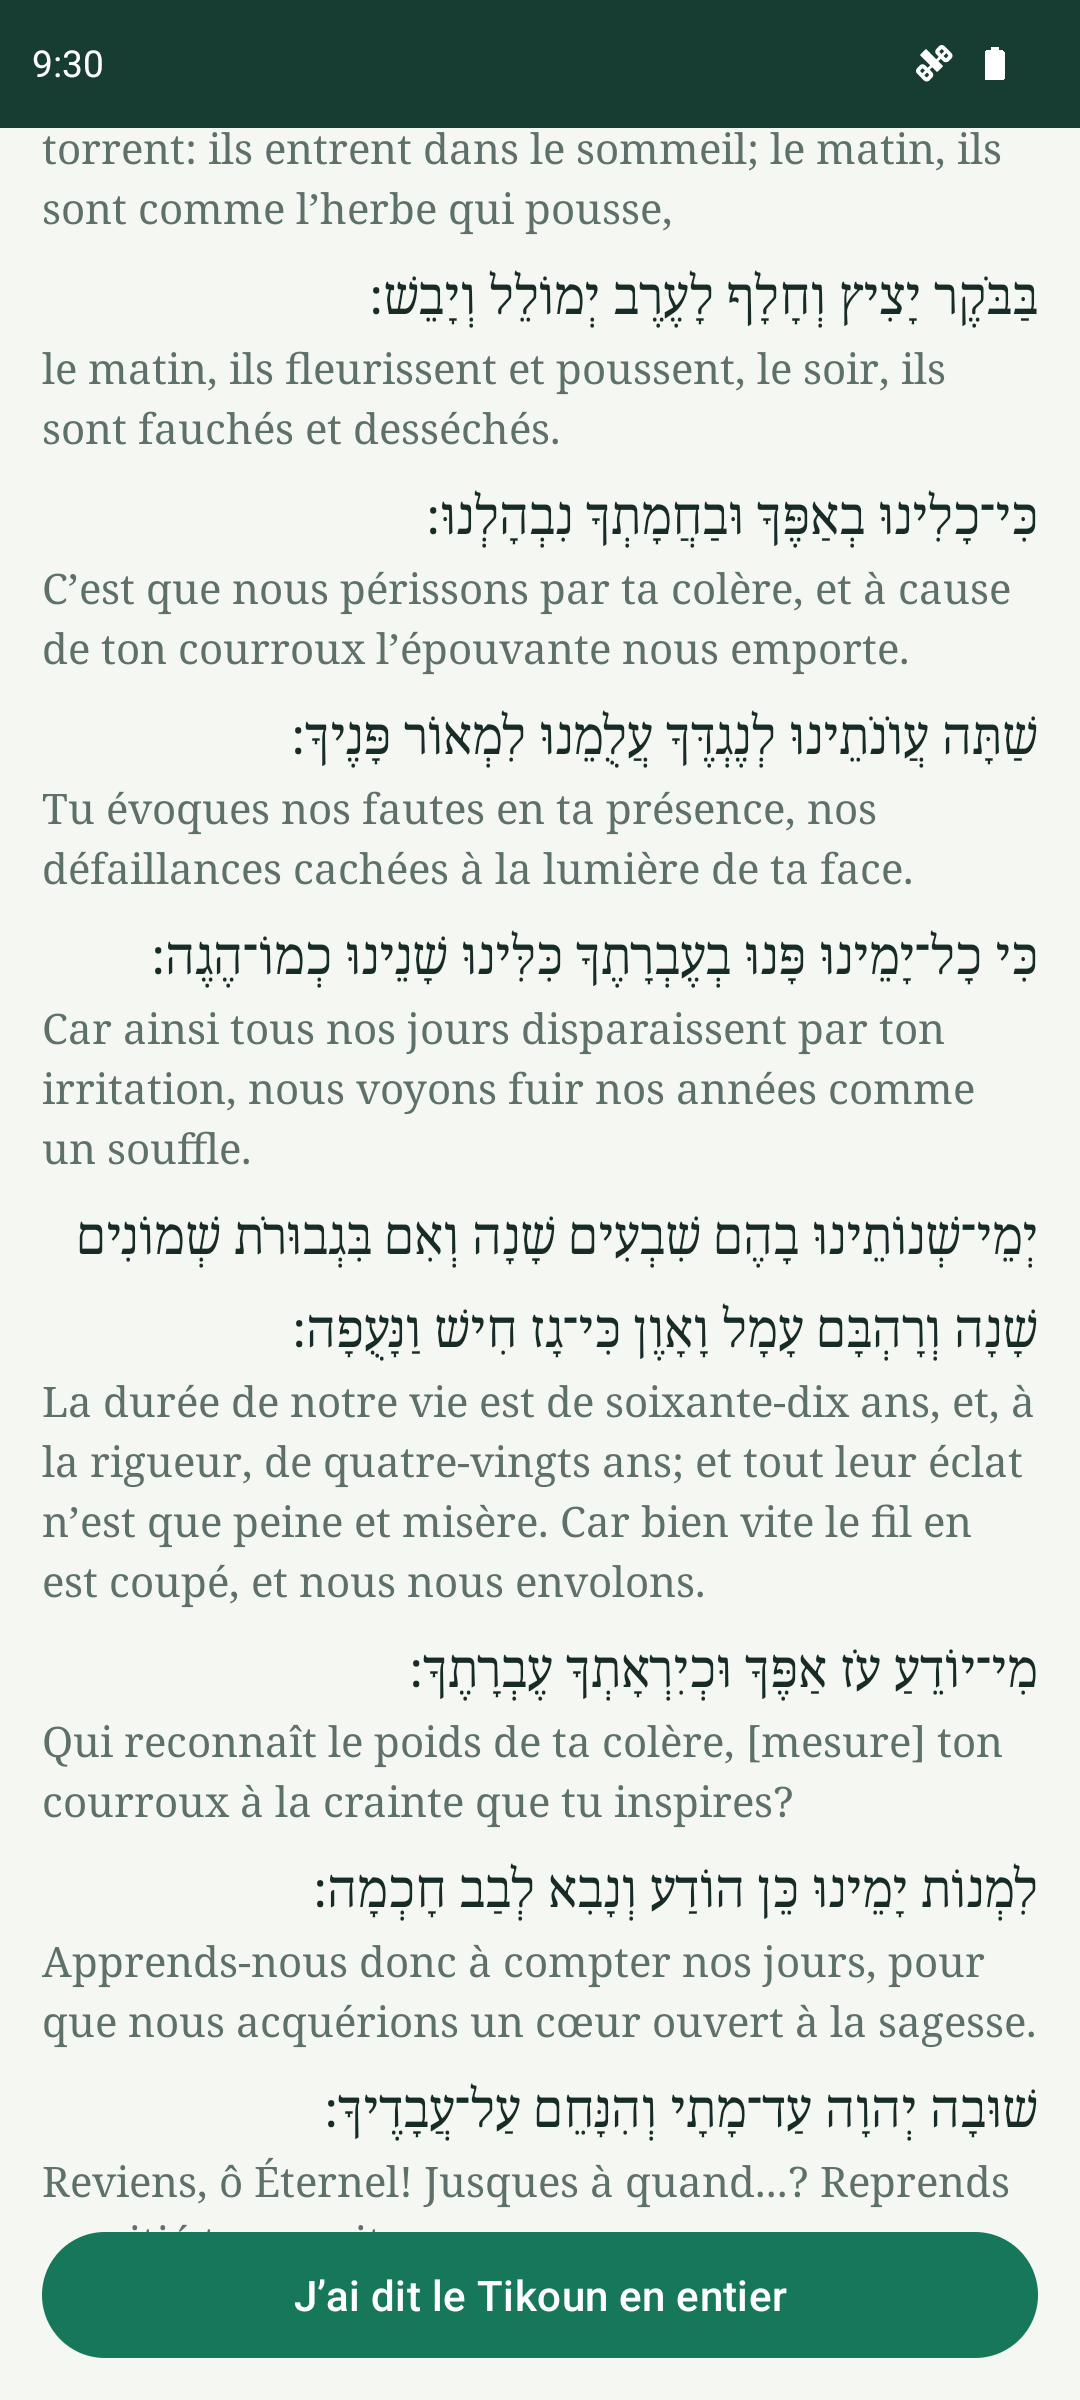 9:30
torrent: ils entrent dans le sommeil; le matin, ils
sont comme l’herbe qui pousse,
בַּבֹּקֶר יָצִיץ וְחָלָף לָעֶרֶב יְמוֹלֵל וְיָבֵשׁ׃
le matin, ils fleurissent et poussent, le soir, ils
sont fauchés et desséchés.
כִּי־כָלִינוּ בְאַפֶּךָ וּבַחֲמָתְךָ נִבְהָלְנוּ׃
C’est que nous périssons par ta colère, et à cause
de ton courroux l’épouvante nous emporte.
שַׁתָּה עֲוֺנֹתֵינוּ לְנֶגְדֶּךָ עֲלֻמֵנוּ לִמְאוֹר פָּנֶיךָ׃
Tu évoques nos fautes en ta présence, nos
défaillances cachées à la lumière de ta face.
כִּי כָל־יָמֵינוּ פָּנוּ בְעֶבְרָתֶךָ כִּלִּינוּ שָׁנֵינוּ כְמוֹ־הֶגֶה׃
Car ainsi tous nos jours disparaissent par ton
irritation, nous voyons fuir nos années comme
un souffle.
יְמֵי־שְׁנוֹתֵינוּ בָהֶם שִׁבְעִים שָׁנָה וְאִם בִּגְבוּרֹת שְׁמוֹנִים
שָׁנָה וְרָהְבָּם עָמָל וָאָוֶן כִּי־גָז חִישׁ וַנָּעֻפָה׃
La durée de notre vie est de soixante-dix ans, et, à
la rigueur, de quatre-vingts ans; et tout leur éclat
n’est que peine et misère. Car bien vite le fil en
est coupé, et nous nous envolons.
מִי־יוֹדֵעַ עֹז אַפֶּךָ וּכְיִרְאָתְךָ עֶבְרָתֶךָ׃
Qui reconnaît le poids de ta colère, [mesure] ton
courroux à la crainte que tu inspires?
לִמְנוֹת יָמֵינוּ כֵּן הוֹדַע וְנָבִא לְבַב חָכְמָה׃
Apprends-nous donc à compter nos jours, pour
que nous acquérions un cœur ouvert à la sagesse.
שׁוּבָה יְהוָה עַד־מָתָי וְהִנָּחֵם עַל־עֲבָדֶיךָ׃
Reviens, ô Éternel! Jusques à quand...? Reprends
J’ai dit le Tikoun en entier